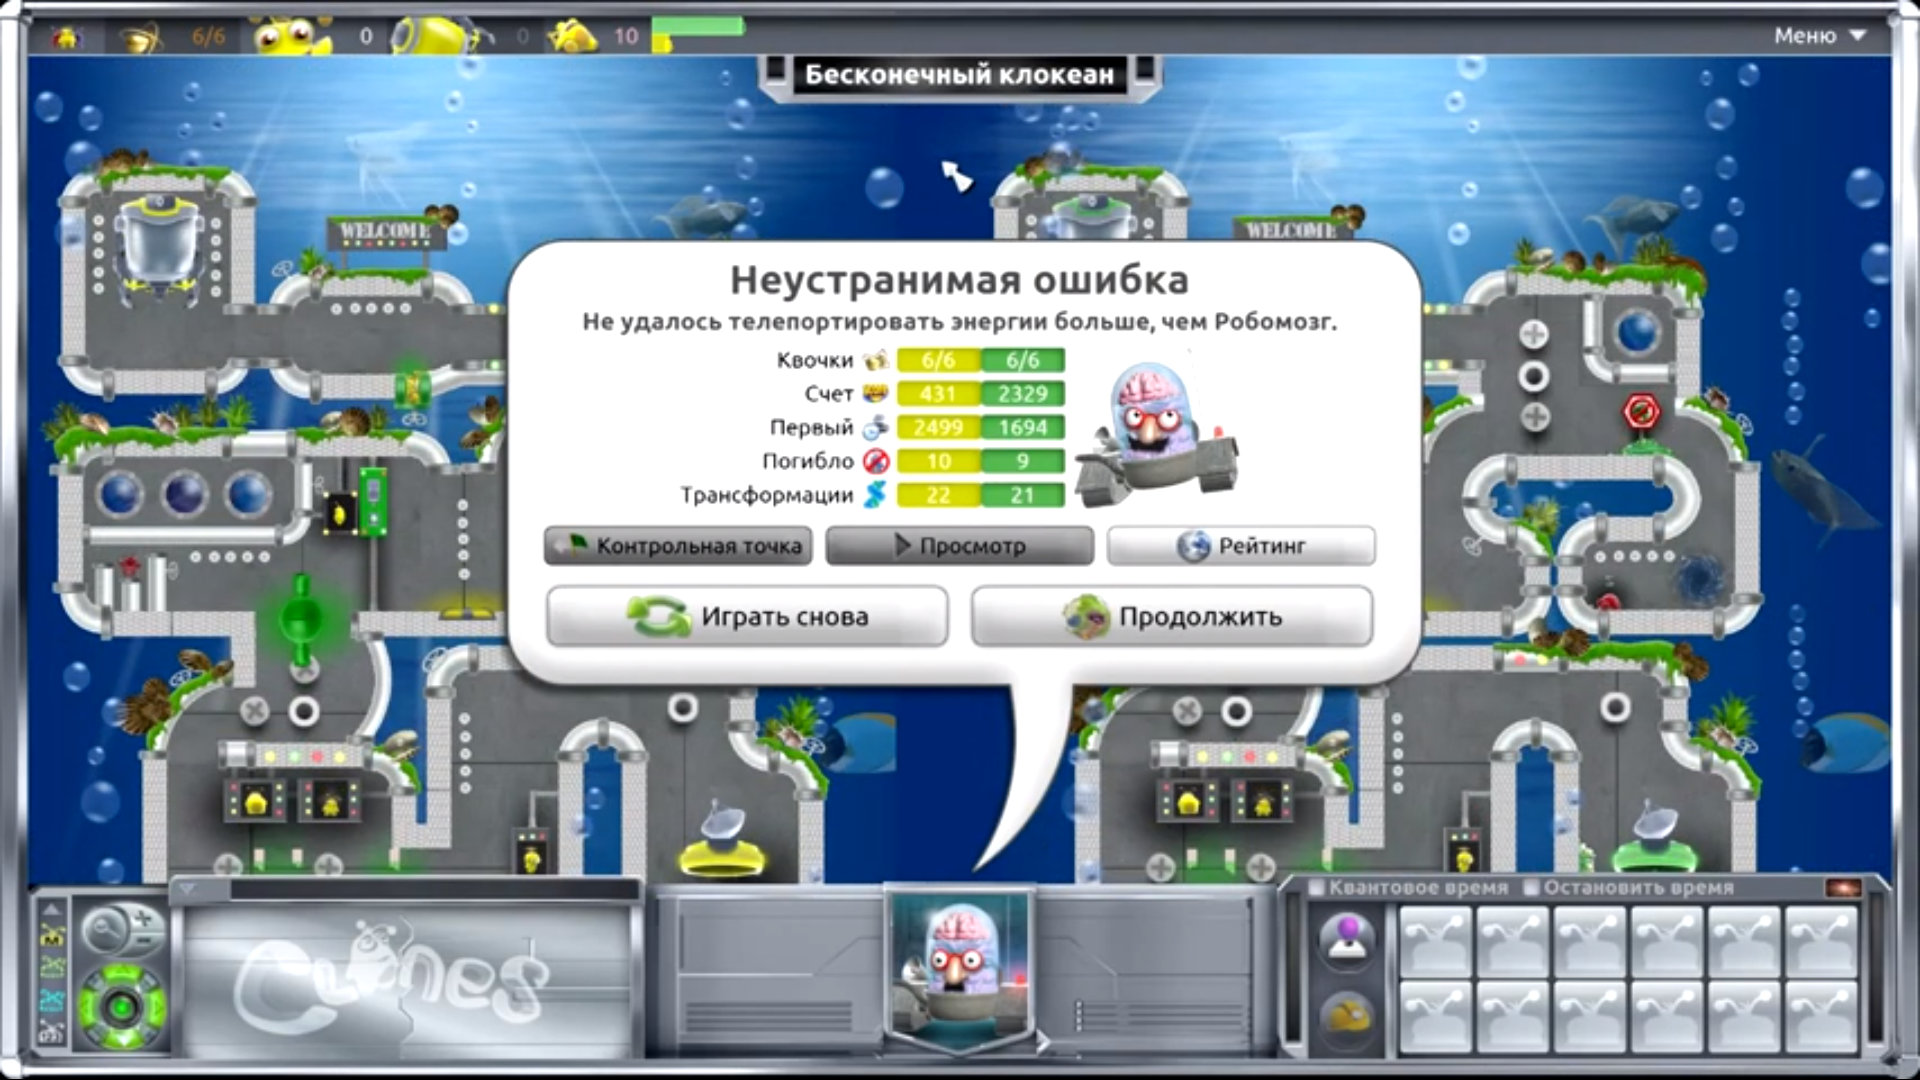 6/6 0 0 10 Меню
Бесконечный клокеан
WELCOME
WELCOME
Неустранимая ошибка
Не удалось телепортировать энергии больше, чем Робомозг.
Квочки 6/6 6/6
Счет 431 2329
Первый 2499 1694
Погибло 10 9
Трансформации 22 21
Контрольная точка Просмотр Рейтинг
Играть снова Продолжить
Квантовое время Остановить время
Clones